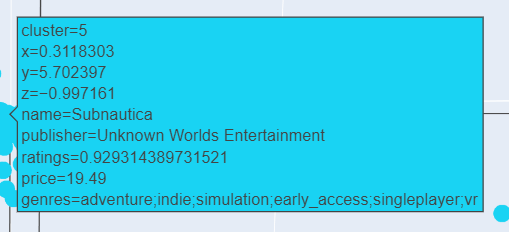 cluster=5
x=0.3118303
y=5.702397
z=−0.997161
name=Subnautica
publisher=Unknown Worlds Entertainment
ratings=0.929314389731521
price=19.49
genres=adventure;indie;simulation;early_access;singleplayer;vr